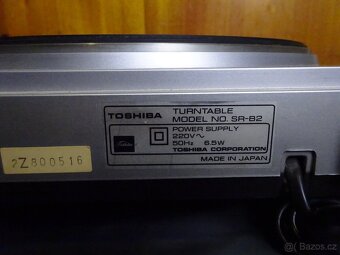 TOSHIBA
TURNTABLE
MODEL NO. SR-B2
POWER SUPPLY
220V~
50Hz 6.5W
TOSHIBA CORPORATION
MADE IN JAPAN
2Z800516
Bazos.cz